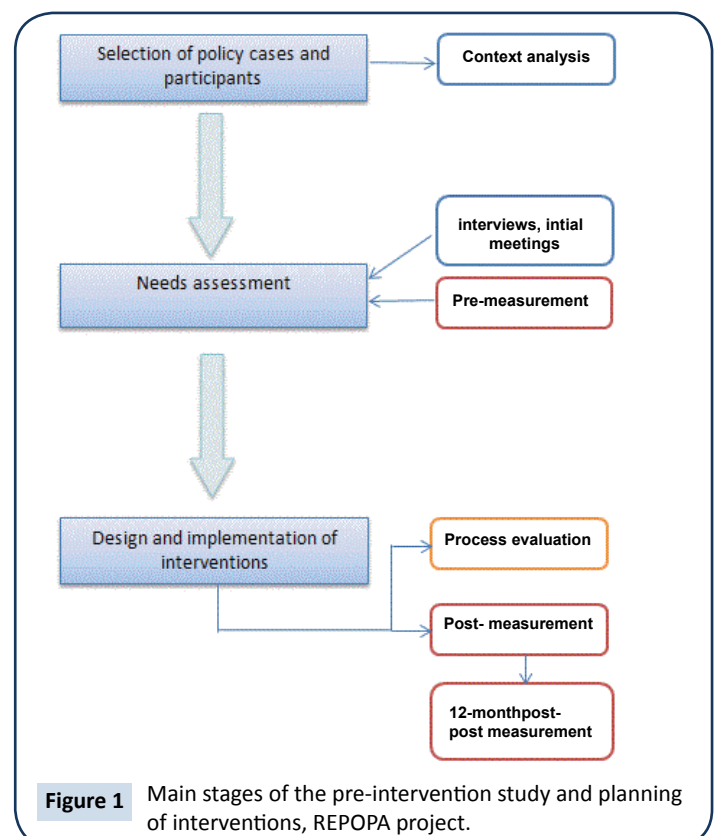 Selection of policy cases and
participants
Context analysis
interviews, intial
meetings
Needs assessment
Pre-measurement
Design and implementation of
interventions
Process evaluation
Post- measurement
12-monthpost-
post measurement
Figure 1 Main stages of the pre-intervention study and planning
of interventions, REPOPA project.